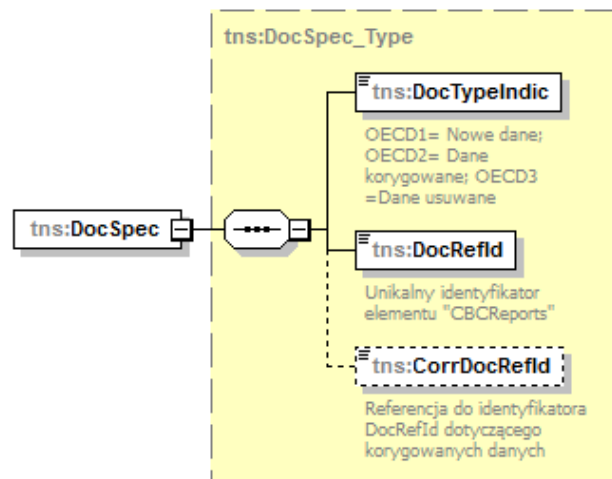 tns:DocSpec_Type
tns:DocTypeIndic
OECD1= Nowe dane;
OECD2= Dane
korygowane; OECD3
=Dane usuwane
tns:DocSpec
tns:DocRefId
Unikalny identyfikator
elementu "CBCReports"
tns:CorrDocRefId
Referencja do identyfikatora
DocRefId dotyczącego
korygowanych danych